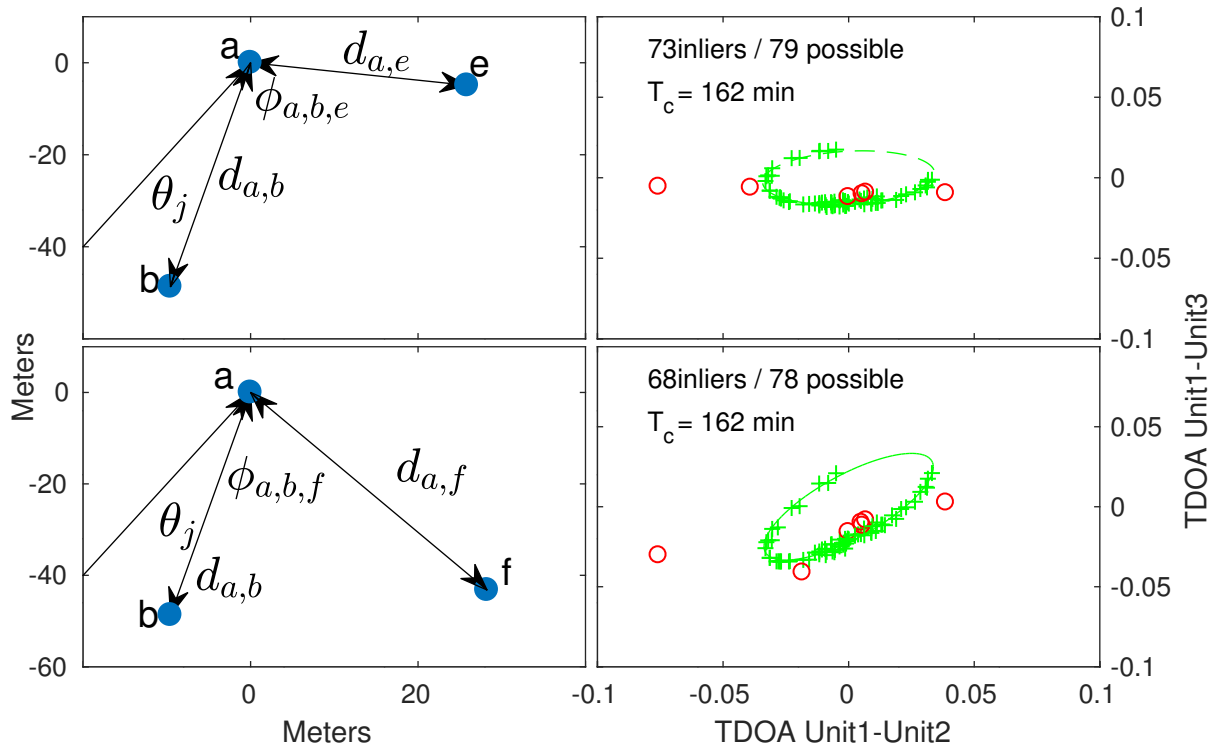 0
-20
-40
a
d_{a,e}
e
ϕ_{a,b,e}
d_{a,b}
θ_j
b
73inliers / 79 possible
T_c = 162 min
0.1
0.05
0
-0.05
-0.1
Meters
0
-20
-40
-60
a
ϕ_{a,b,f}
d_{a,f}
θ_j
d_{a,b}
b
f
68inliers / 78 possible
T_c = 162 min
0.05
0
-0.05
-0.1
TDOA Unit1-Unit3
0
20
Meters
-0.1
-0.05
0
0.05
0.1
TDOA Unit1-Unit2